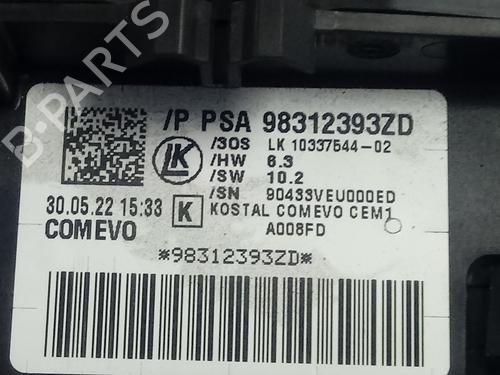 B-PARTS
/P PSA 98312393ZD
/3OS LK 10337544-02
/HW 6.3
/SW 10.2
/SN 90433VEU000ED
LK
30.05.22 15:33 K KOSTAL COMEVO CEM1
COMEVO A008FD
*98312393ZD*